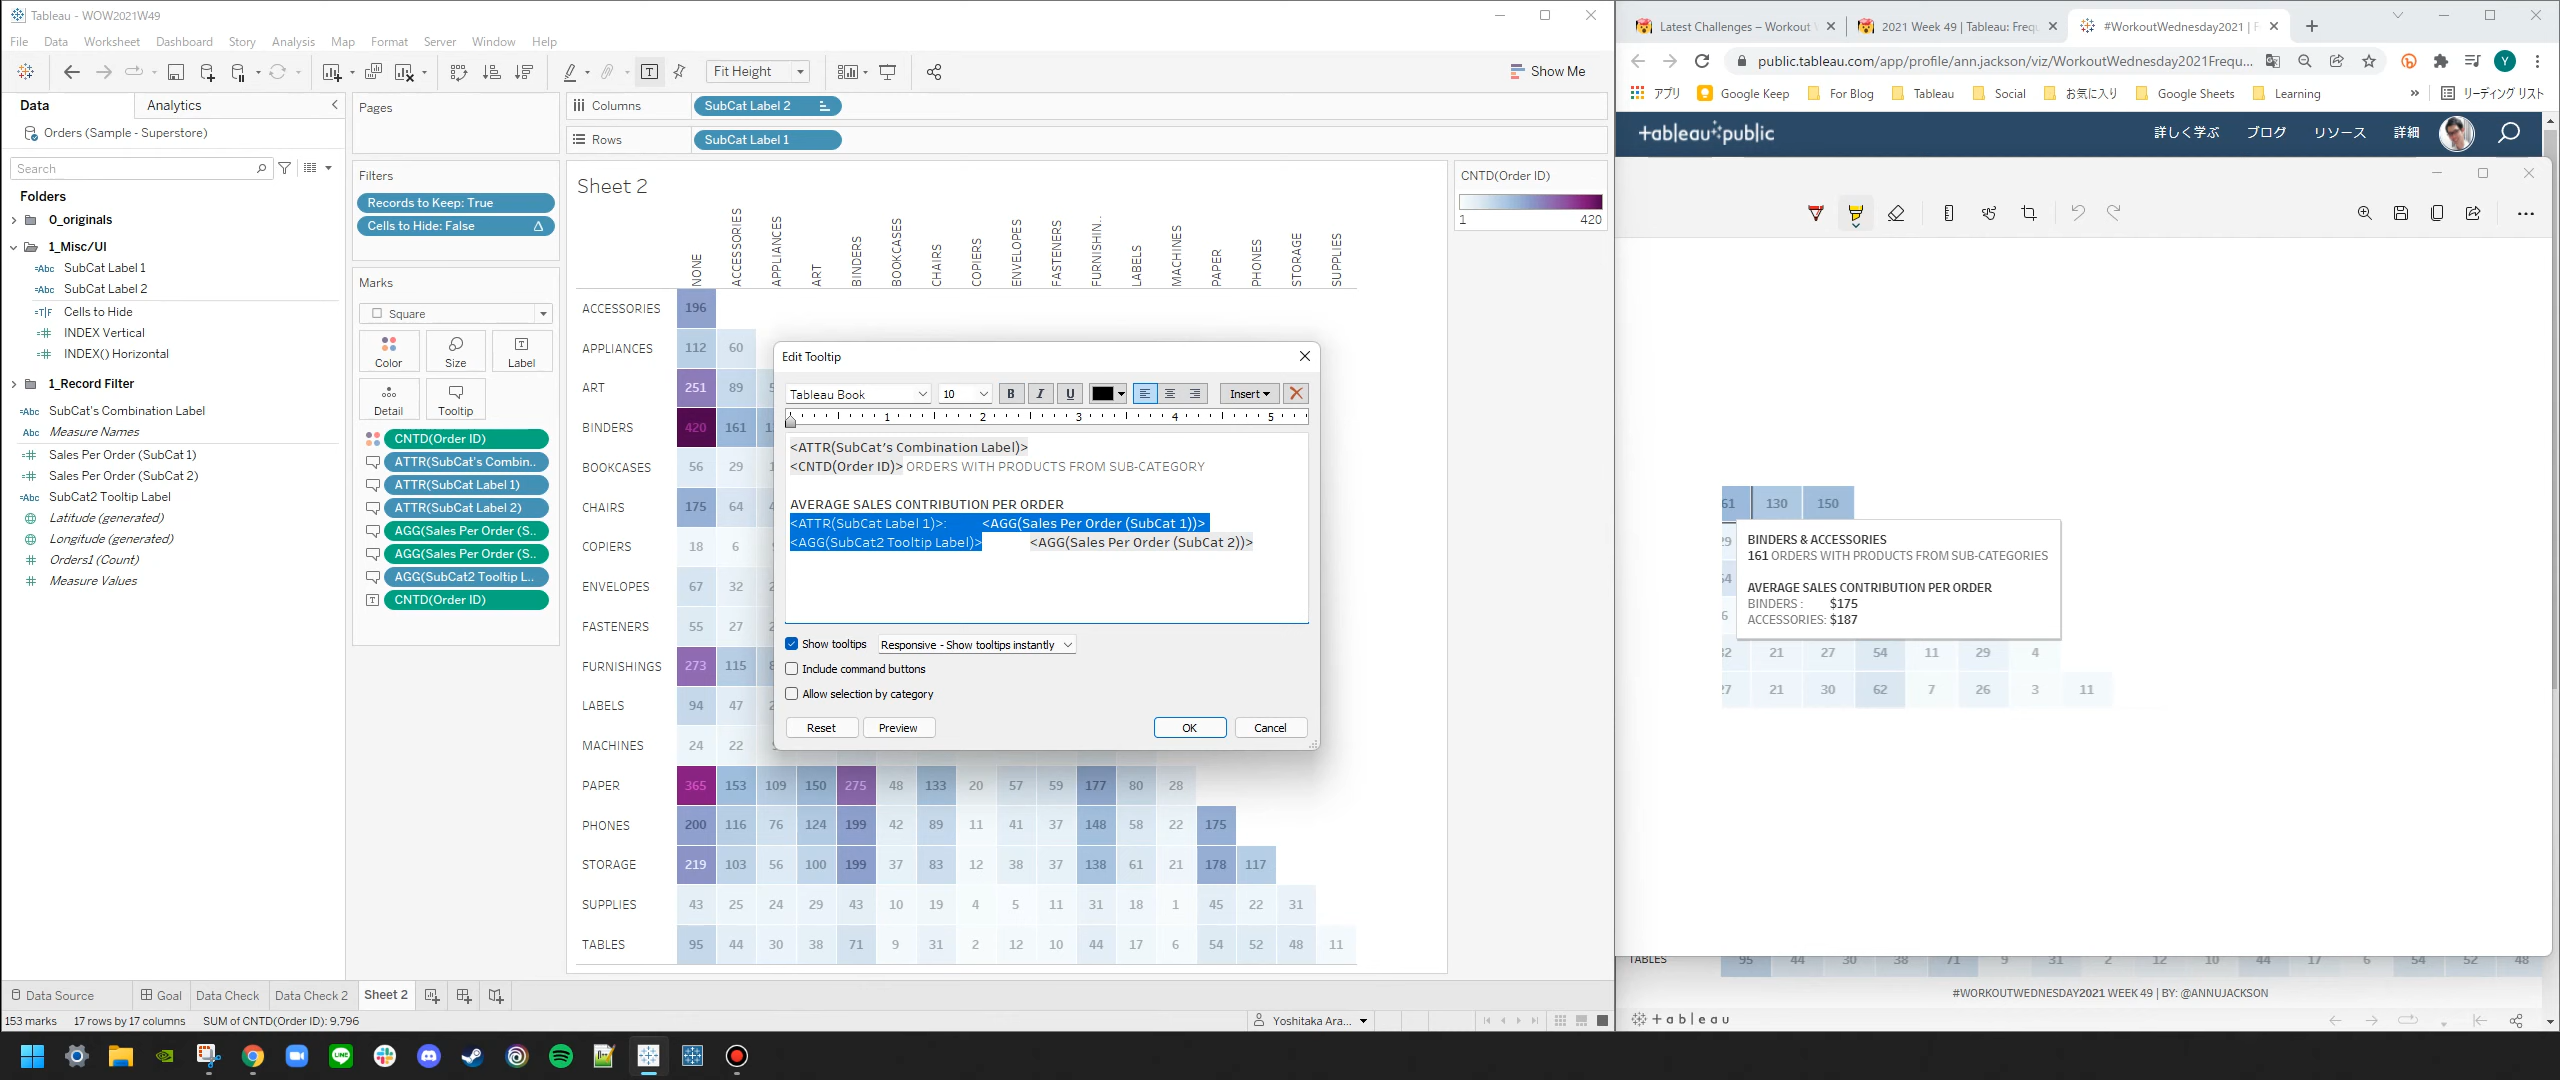 Tableau - WOW2021W49
File Data Worksheet Dashboard Story Analysis Map Format Server Window Help
Fit Height
Show Me
Data Analytics
Orders (Sample - Superstore)
Search
Folders
0_originals
1_Misc/UI
Abc SubCat Label 1
Abc SubCat Label 2
T|F Cells to Hide
INDEX Vertical
INDEX() Horizontal
1_Record Filter
Abc SubCat's Combination Label
Abc Measure Names
Sales Per Order (SubCat 1)
Sales Per Order (SubCat 2)
Abc SubCat2 Tooltip Label
Latitude (generated)
Longitude (generated)
Orders1 (Count)
Measure Values
Pages
Filters
Records to Keep: True
Cells to Hide: False
Marks
Square
Color Size Label
Detail Tooltip
CNTD(Order ID)
ATTR(SubCat's Combin..
ATTR(SubCat Label 1)
ATTR(SubCat Label 2)
AGG(Sales Per Order (S..
AGG(Sales Per Order (S..
AGG(SubCat2 Tooltip L..
CNTD(Order ID)
Columns SubCat Label 2
Rows SubCat Label 1
Sheet 2
NONE ACCESSORIES APPLIANCES ART BINDERS BOOKCASES CHAIRS COPIERS ENVELOPES FASTENERS FURNISHIN.. LABELS MACHINES PAPER PHONES STORAGE SUPPLIES
ACCESSORIES 196
APPLIANCES 112 60
ART 251 89
BINDERS 420 161
BOOKCASES 56 29
CHAIRS 175 64
COPIERS 18 6
ENVELOPES 67 32
FASTENERS 55 27
FURNISHINGS 273 115
LABELS 94 47
MACHINES 24 22
PAPER 365 153 109 150 275 48 133 20 57 59 177 80 28
PHONES 200 116 76 124 199 42 89 11 41 37 148 58 22 175
STORAGE 219 103 56 100 199 37 83 12 38 37 138 61 21 178 117
SUPPLIES 43 25 24 29 43 10 19 4 5 11 31 18 1 45 22 31
TABLES 95 44 30 38 71 9 31 2 12 10 44 17 6 54 52 48 11
CNTD(Order ID)
1 420
Edit Tooltip
Tableau Book 10 B I U Insert
1 2 3 4 5
<ATTR(SubCat's Combination Label)>
<CNTD(Order ID)> ORDERS WITH PRODUCTS FROM SUB-CATEGORY
AVERAGE SALES CONTRIBUTION PER ORDER
<ATTR(SubCat Label 1)>: <AGG(Sales Per Order (SubCat 1))>
<AGG(SubCat2 Tooltip Label)> <AGG(Sales Per Order (SubCat 2))>
Show tooltips Responsive - Show tooltips instantly
Include command buttons
Allow selection by category
Reset Preview OK Cancel
Data Source Goal Data Check Data Check 2 Sheet 2
153 marks 17 rows by 17 columns SUM of CNTD(Order ID): 9,796
Yoshitaka Ara...
Latest Challenges – Workout
2021 Week 49 | Tableau: Freq
#WorkoutWednesday2021 | F
public.tableau.com/app/profile/ann.jackson/viz/WorkoutWednesday2021Frequ...
Y
アプリ Google Keep For Blog Tableau Social お気に入り Google Sheets Learning » リーディング リスト
tableau public
詳しく学ぶ ブログ リソース 詳細
61 130 150
BINDERS & ACCESSORIES
161 ORDERS WITH PRODUCTS FROM SUB-CATEGORIES
AVERAGE SALES CONTRIBUTION PER ORDER
BINDERS : $175
ACCESSORIES: $187
21 27 54 11 29 4
21 30 62 7 26 3 11
TABLES 95 44 30 38 71 9 31 2 12 10 44 17 6 54 52 48
#WORKOUTWEDNESDAY2021 WEEK 49 | BY: @ANNUJACKSON
tableau